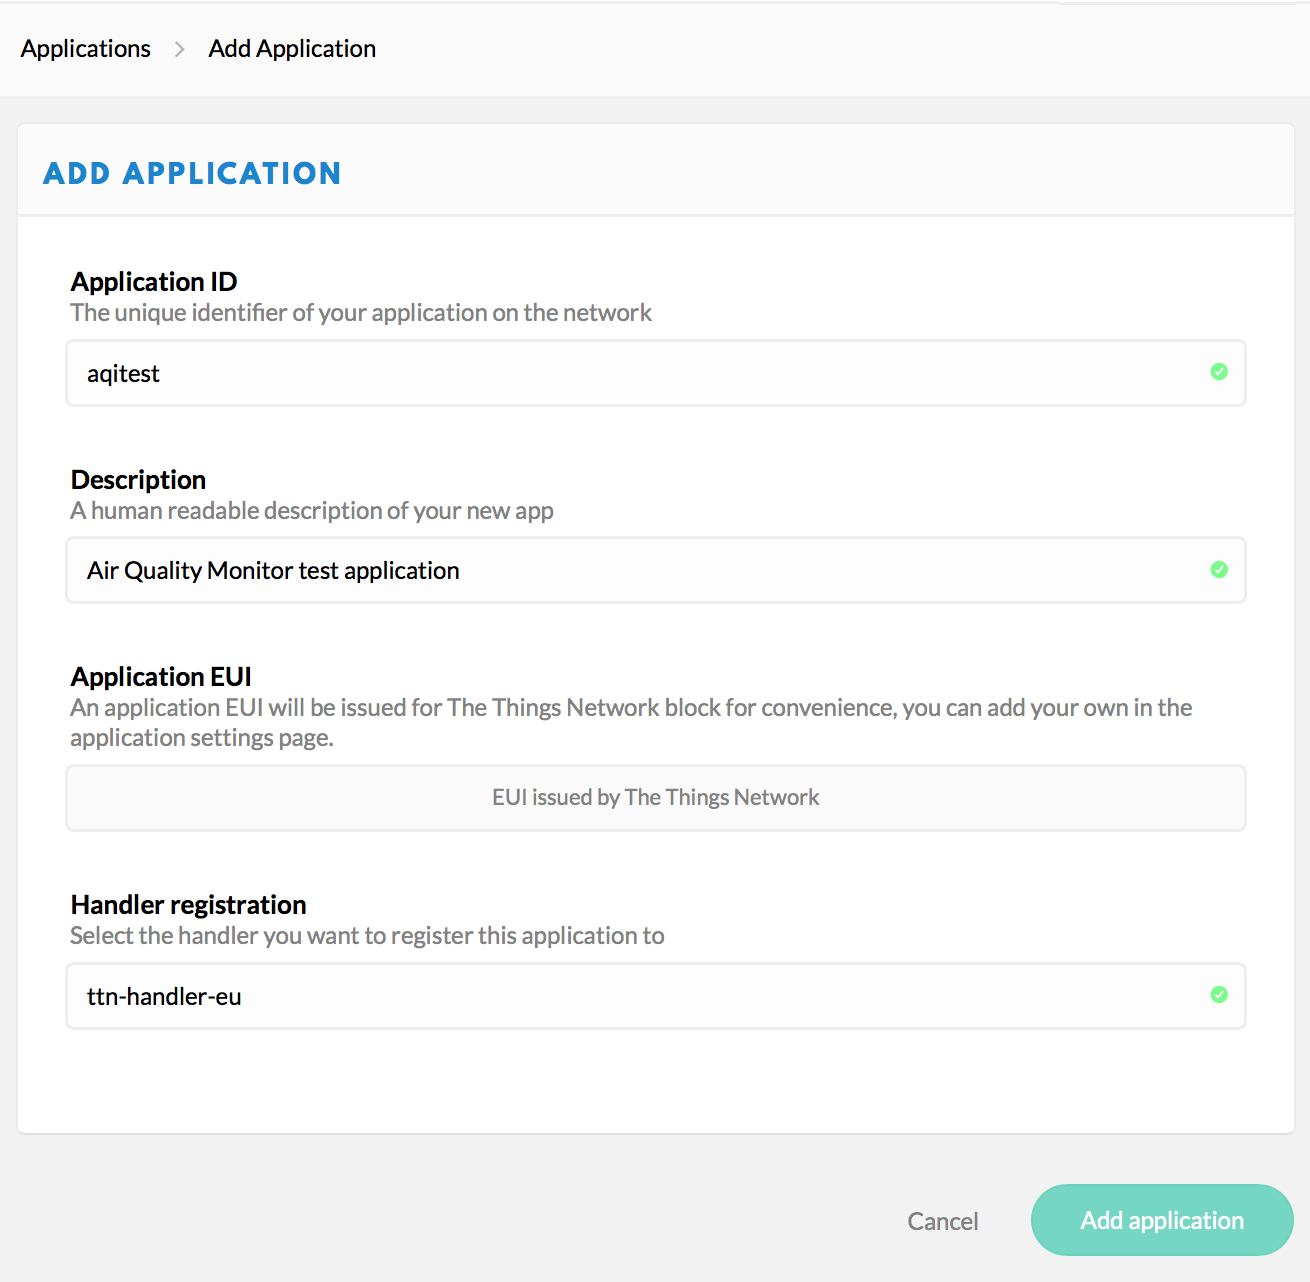 Applications > Add Application
ADD APPLICATION
Application ID
The unique identifier of your application on the network
aqitest
Description
A human readable description of your new app
Air Quality Monitor test application
Application EUI
An application EUI will be issued for The Things Network block for convenience, you can add your own in the
application settings page.
EUI issued by The Things Network
Handler registration
Select the handler you want to register this application to
ttn-handler-eu
Cancel Add application